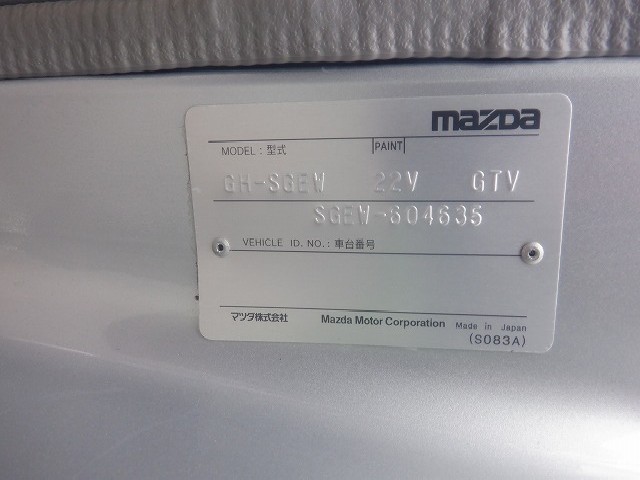 mazda
MODEL : 型式 PAINT
GH-SGEW 22V GTV
SGEW-604635
VEHICLE ID. NO. : 車台番号
マツダ株式会社 Mazda Motor Corporation Made in Japan
(S083A)